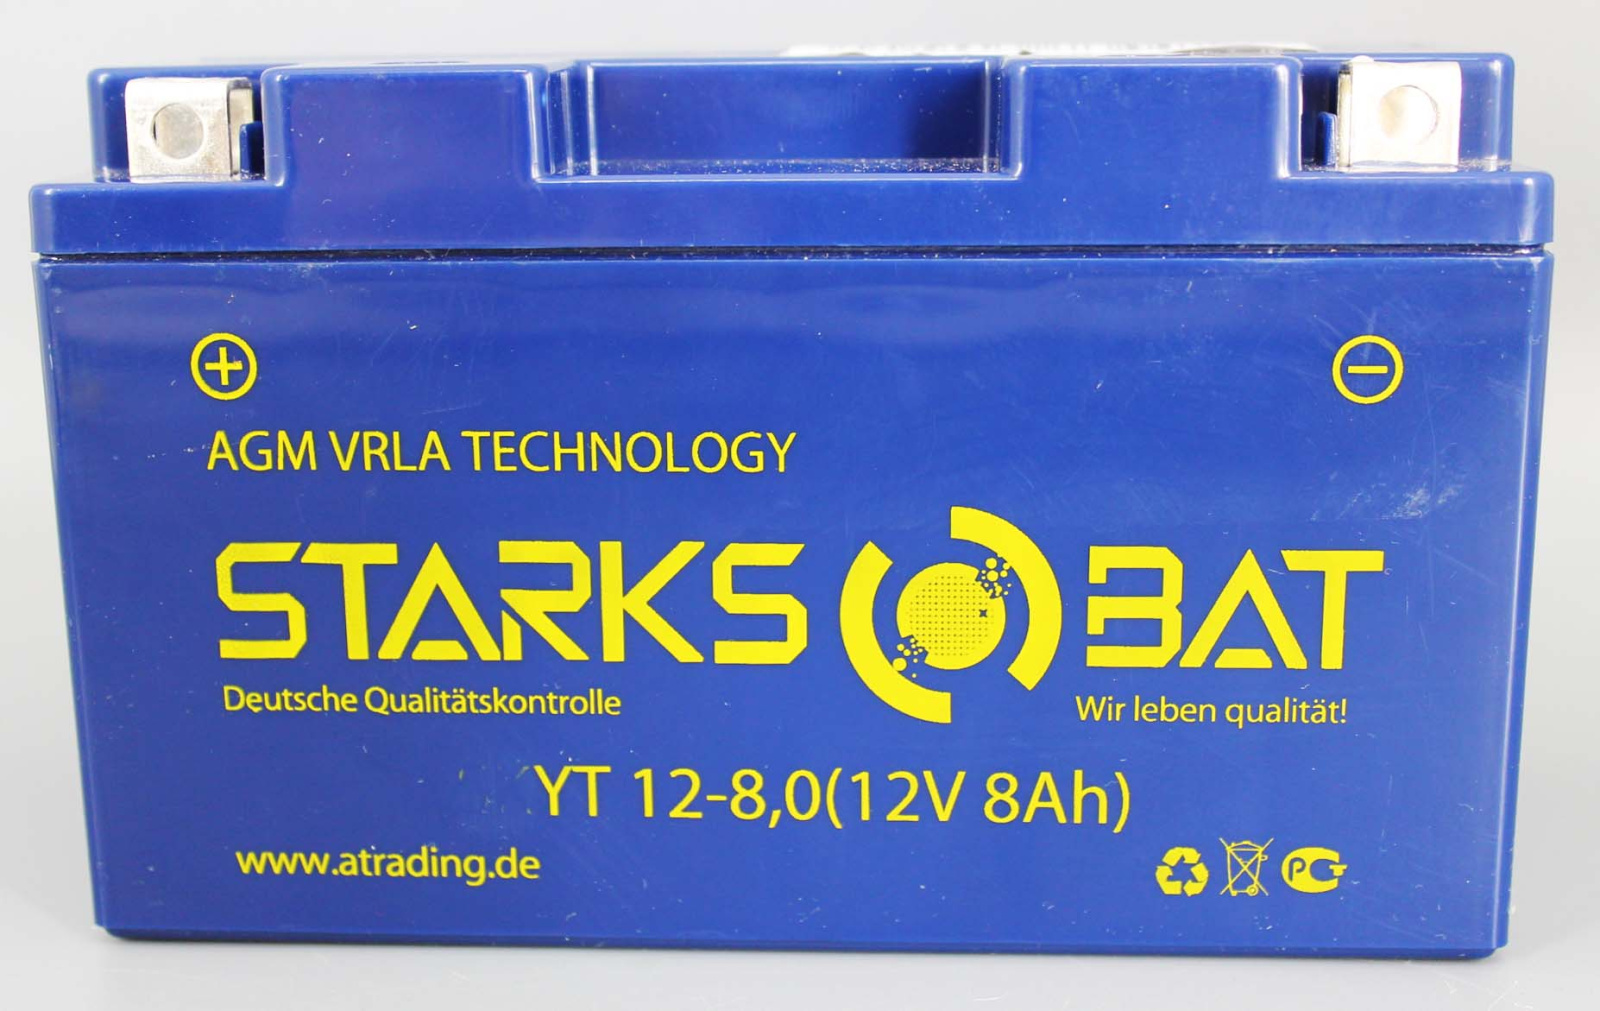 AGM VRLA TECHNOLOGY
STARKS BAT
Deutsche Qualitätskontrolle
Wir leben qualität!
YT 12-8,0(12V 8Ah)
www.atrading.de